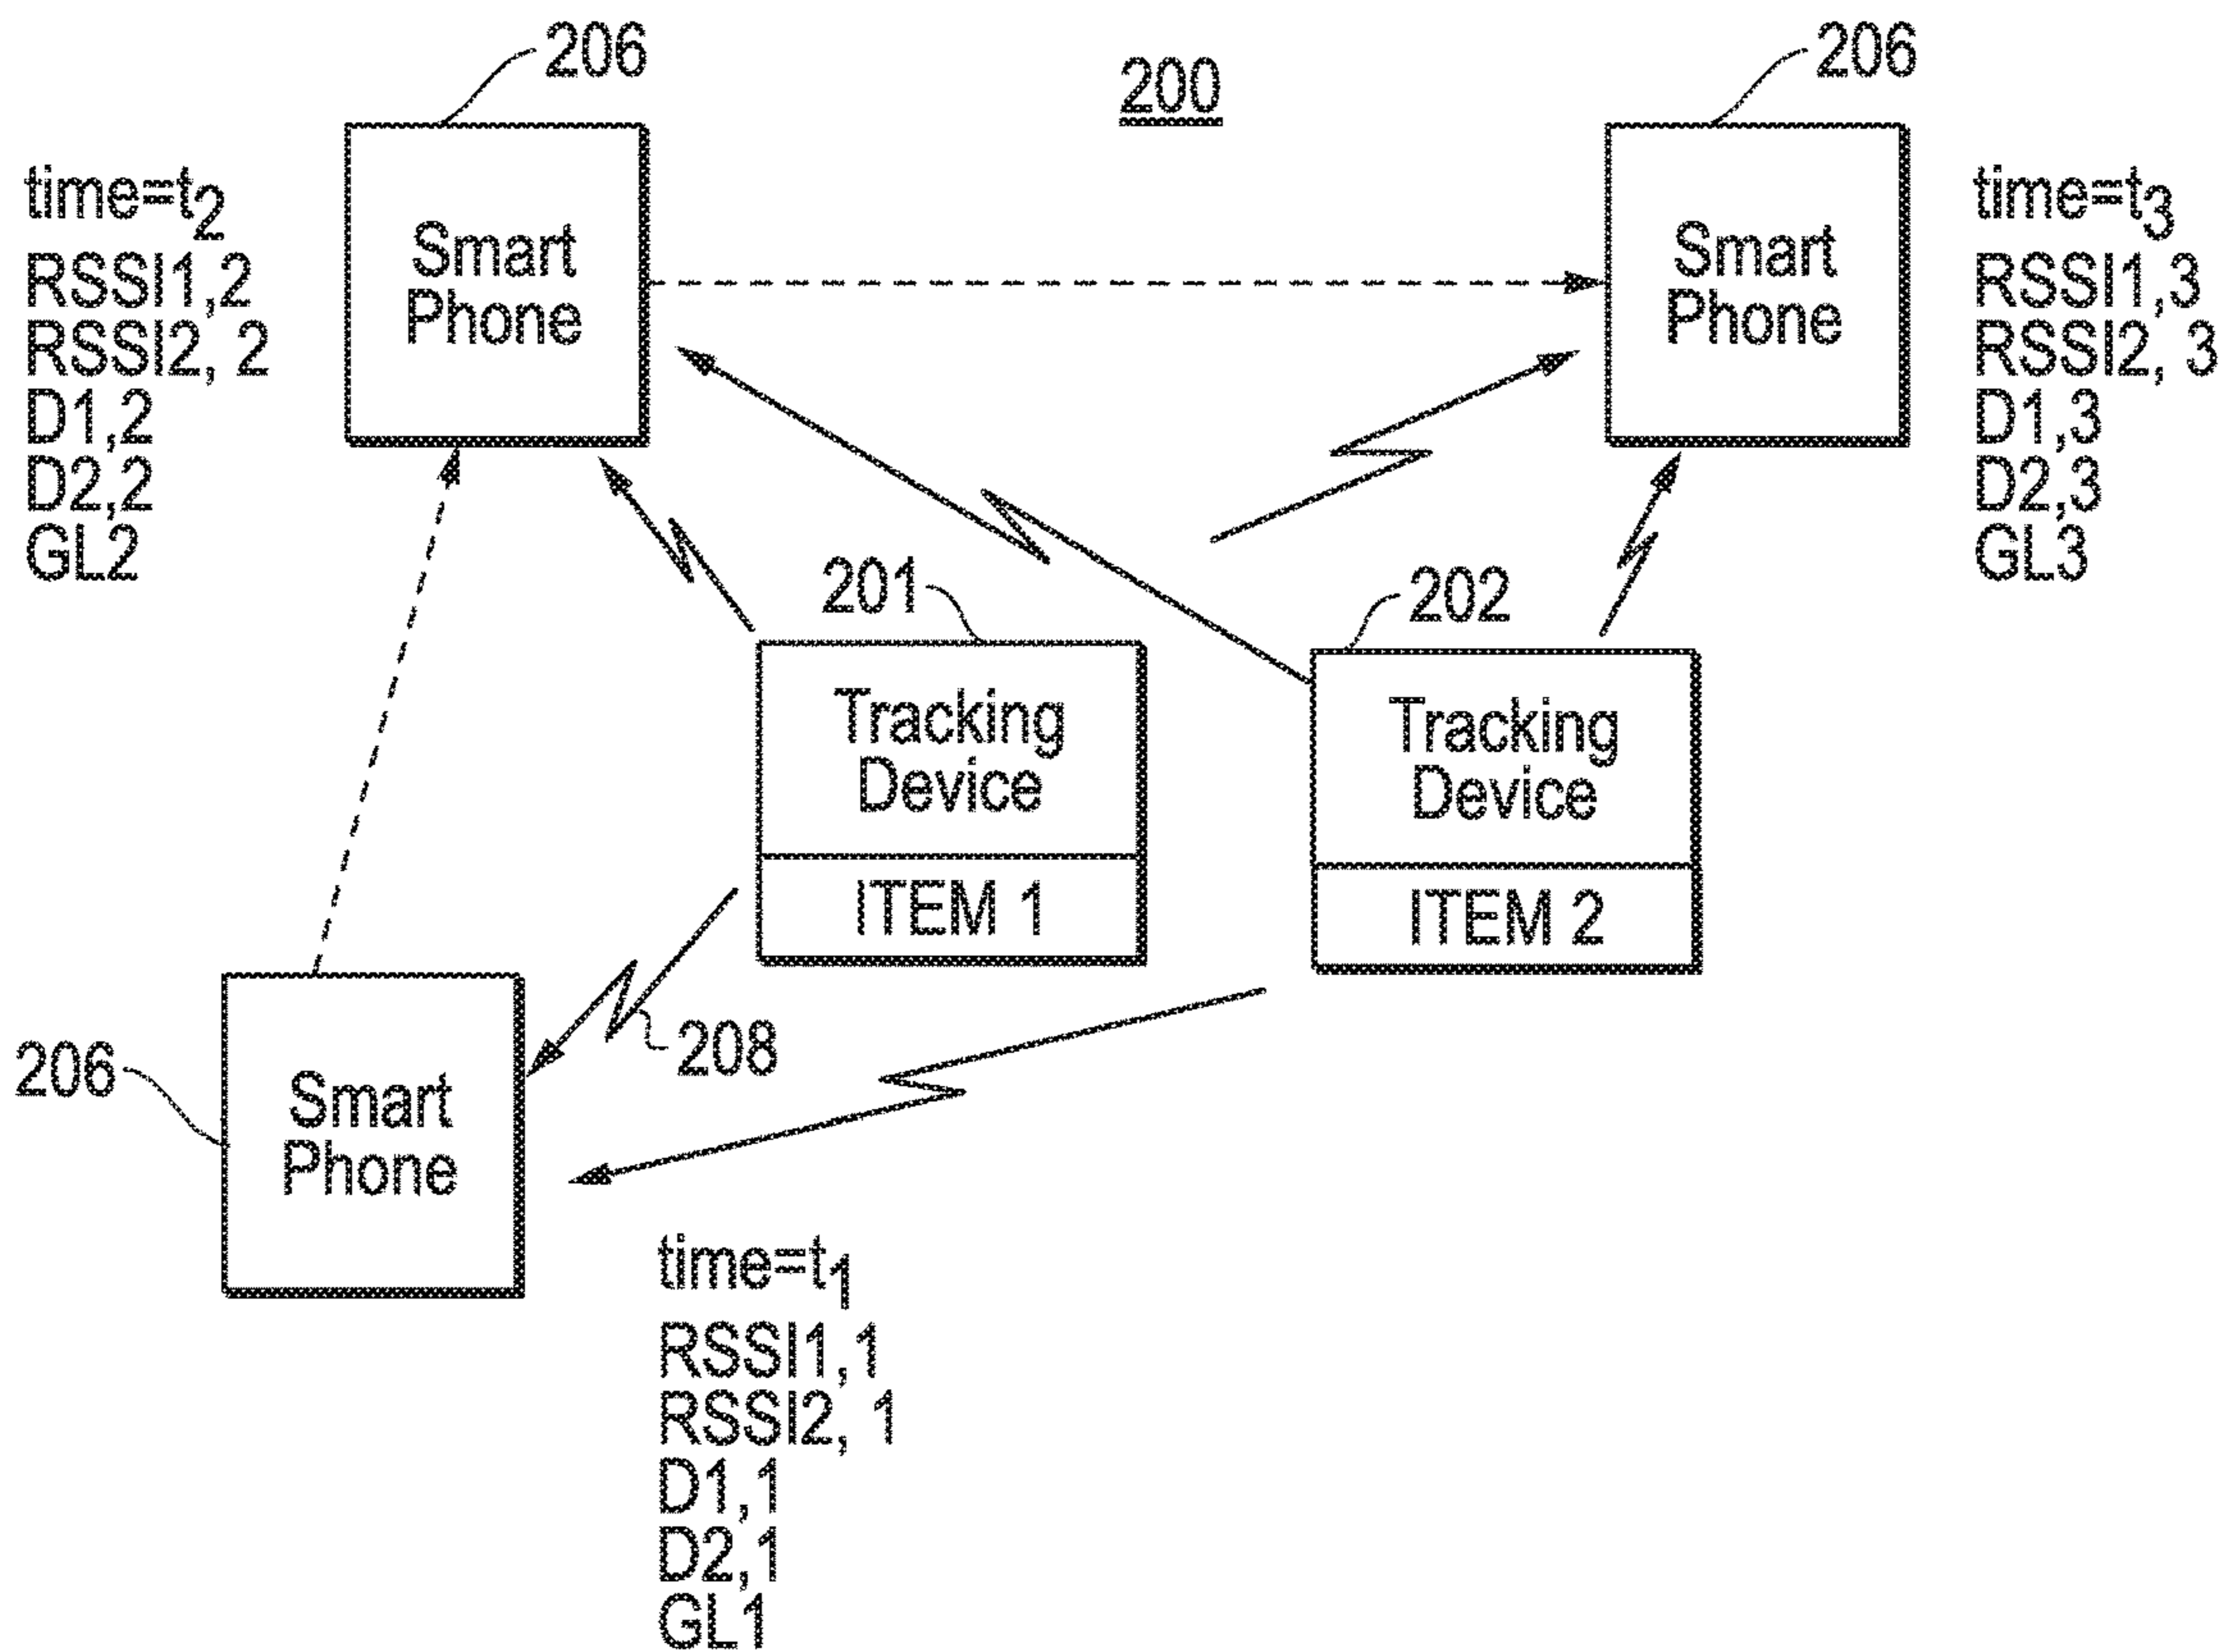 206
200
206
time=t2
RSSI1,2
RSSI2, 2
D1,2
D2,2
GL2
Smart
Phone
Smart
Phone
time=t3
RSSI1,3
RSSI2, 3
D1,3
D2,3
GL3
201
202
Tracking
Device
ITEM 1
Tracking
Device
ITEM 2
206
208
Smart
Phone
time=t1
RSSI1,1
RSSI2, 1
D1,1
D2,1
GL1